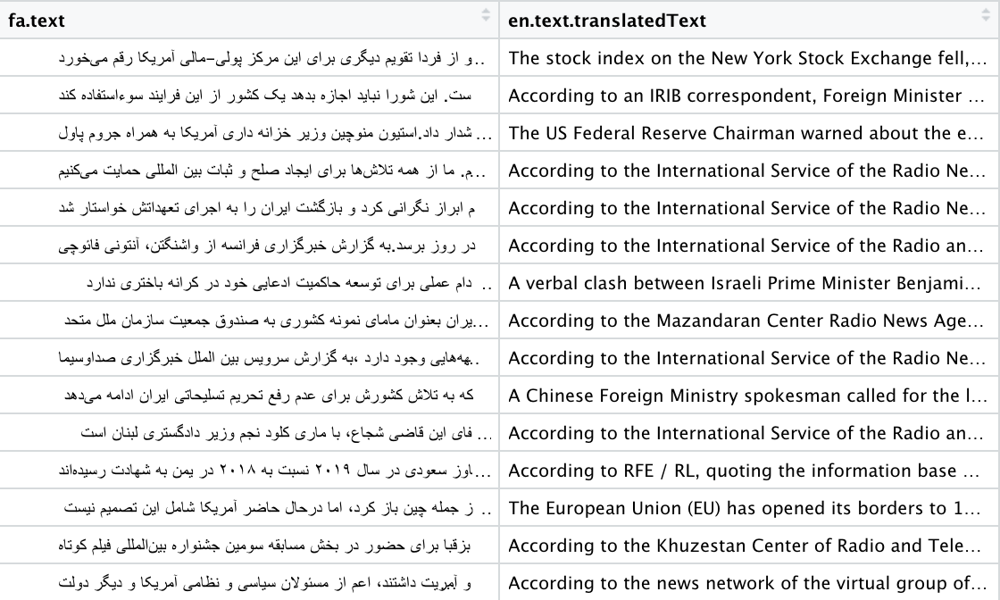 fa.text en.text.translatedText
و از فردا تقویم دیگری برای این مرکز پولی-مالی آمریکا رقم می‌خورد.. The stock index on the New York Stock Exchange fell,...
ست. این شورا نباید اجازه بدهد یک کشور از این فرایند سوءاستفاده کند According to an IRIB correspondent, Foreign Minister ...
شدار داد.استیون منوچین وزیر خزانه داری آمریکا به همراه جروم پاول ... The US Federal Reserve Chairman warned about the e...
م. ما از همه تلاش‌ها برای ایجاد صلح و ثبات بین المللی حمایت می‌کنیم... According to the International Service of the Radio Ne...
م ابراز نگرانی کرد و بازگشت ایران را به اجرای تعهداتش خواستار شد According to the International Service of the Radio Ne...
در روز برسد.به گزارش خبرگزاری فرانسه از واشنگتن، آنتونی فائوچی According to the International Service of the Radio an...
دام عملی برای توسعه حاکمیت ادعایی خود در کرانه باختری ندارد .. A verbal clash between Israeli Prime Minister Benjami...
یران بعنوان مامای نمونه کشوری به صندوق جمعیت سازمان ملل متحد... According to the Mazandaran Center Radio News Age...
بهه‌هایی وجود دارد ،به گزارش سرویس بین الملل خبرگزاری صداوسیما.. According to the International Service of the Radio Ne...
که به تلاش کشورش برای عدم رفع تحریم تسلیحاتی ایران ادامه می‌دهد A Chinese Foreign Ministry spokesman called for the l...
فای این قاضی شجاع، با ماری کلود نجم وزیر دادگستری لبنان است ... According to the International Service of the Radio an...
اوز سعودی در سال ۲۰۱۹ نسبت به ۲۰۱۸ در یمن به شهادت رسیده‌اند... According to RFE / RL, quoting the information base ...
ز جمله چین باز کرد، اما درحال حاضر آمریکا شامل این تصمیم نیست .. The European Union (EU) has opened its borders to 1...
بزقبا برای حضور در بخش مسابقه سومین جشنواره بین‌المللی فیلم کوتاه According to the Khuzestan Center of Radio and Tele...
و آمریت داشتند، اعم از مسئولان سیاسی و نظامی آمریکا و دیگر دولت According to the news network of the virtual group of...